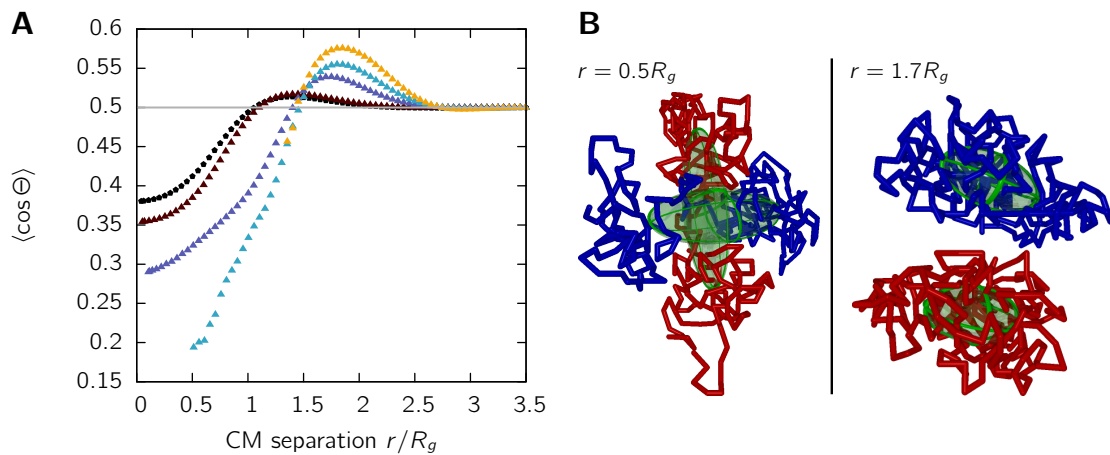 A
0.6
0.55
0.5
0.45
0.4
0.35
0.3
0.25
0.2
0.15
⟨cos Θ⟩
0 0.5 1 1.5 2 2.5 3 3.5
CM separation r/R_g
B
r = 0.5R_g
r = 1.7R_g